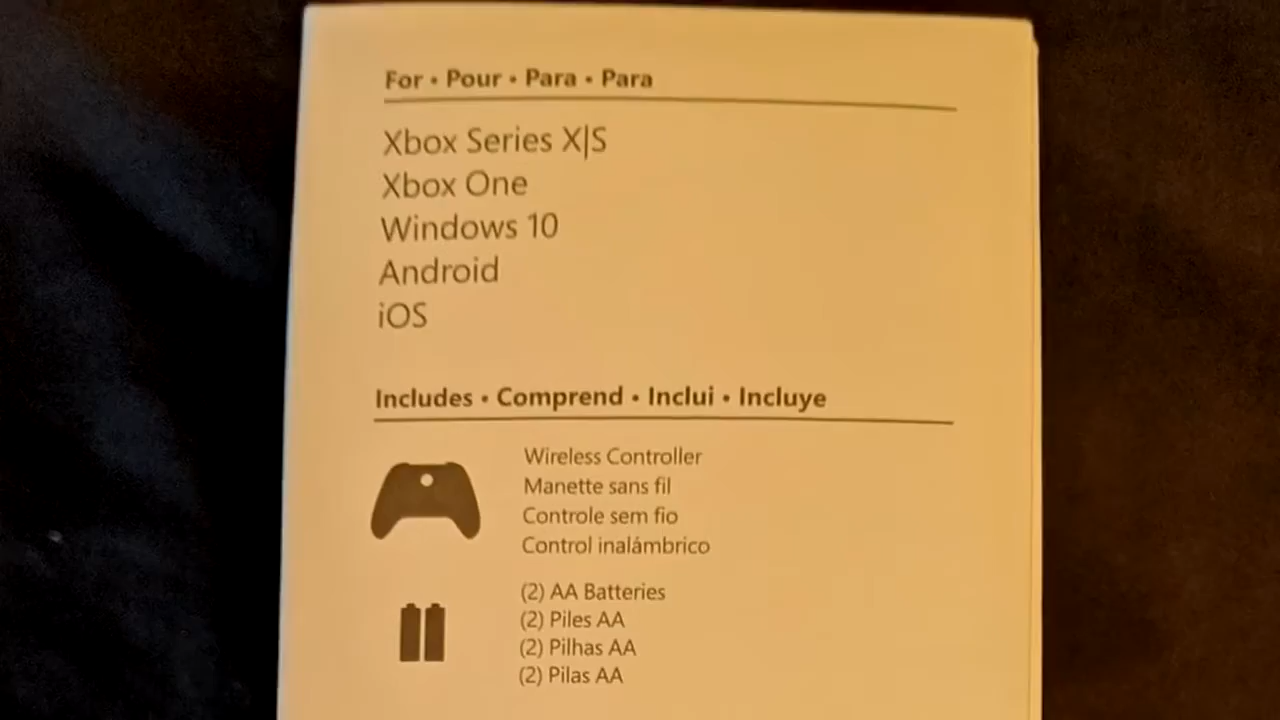 For • Pour • Para • Para
Xbox Series X|S
Xbox One
Windows 10
Android
iOS
Includes • Comprend • Inclui • Incluye
Wireless Controller
Manette sans fil
Controle sem fio
Control inalámbrico
(2) AA Batteries
(2) Piles AA
(2) Pilhas AA
(2) Pilas AA